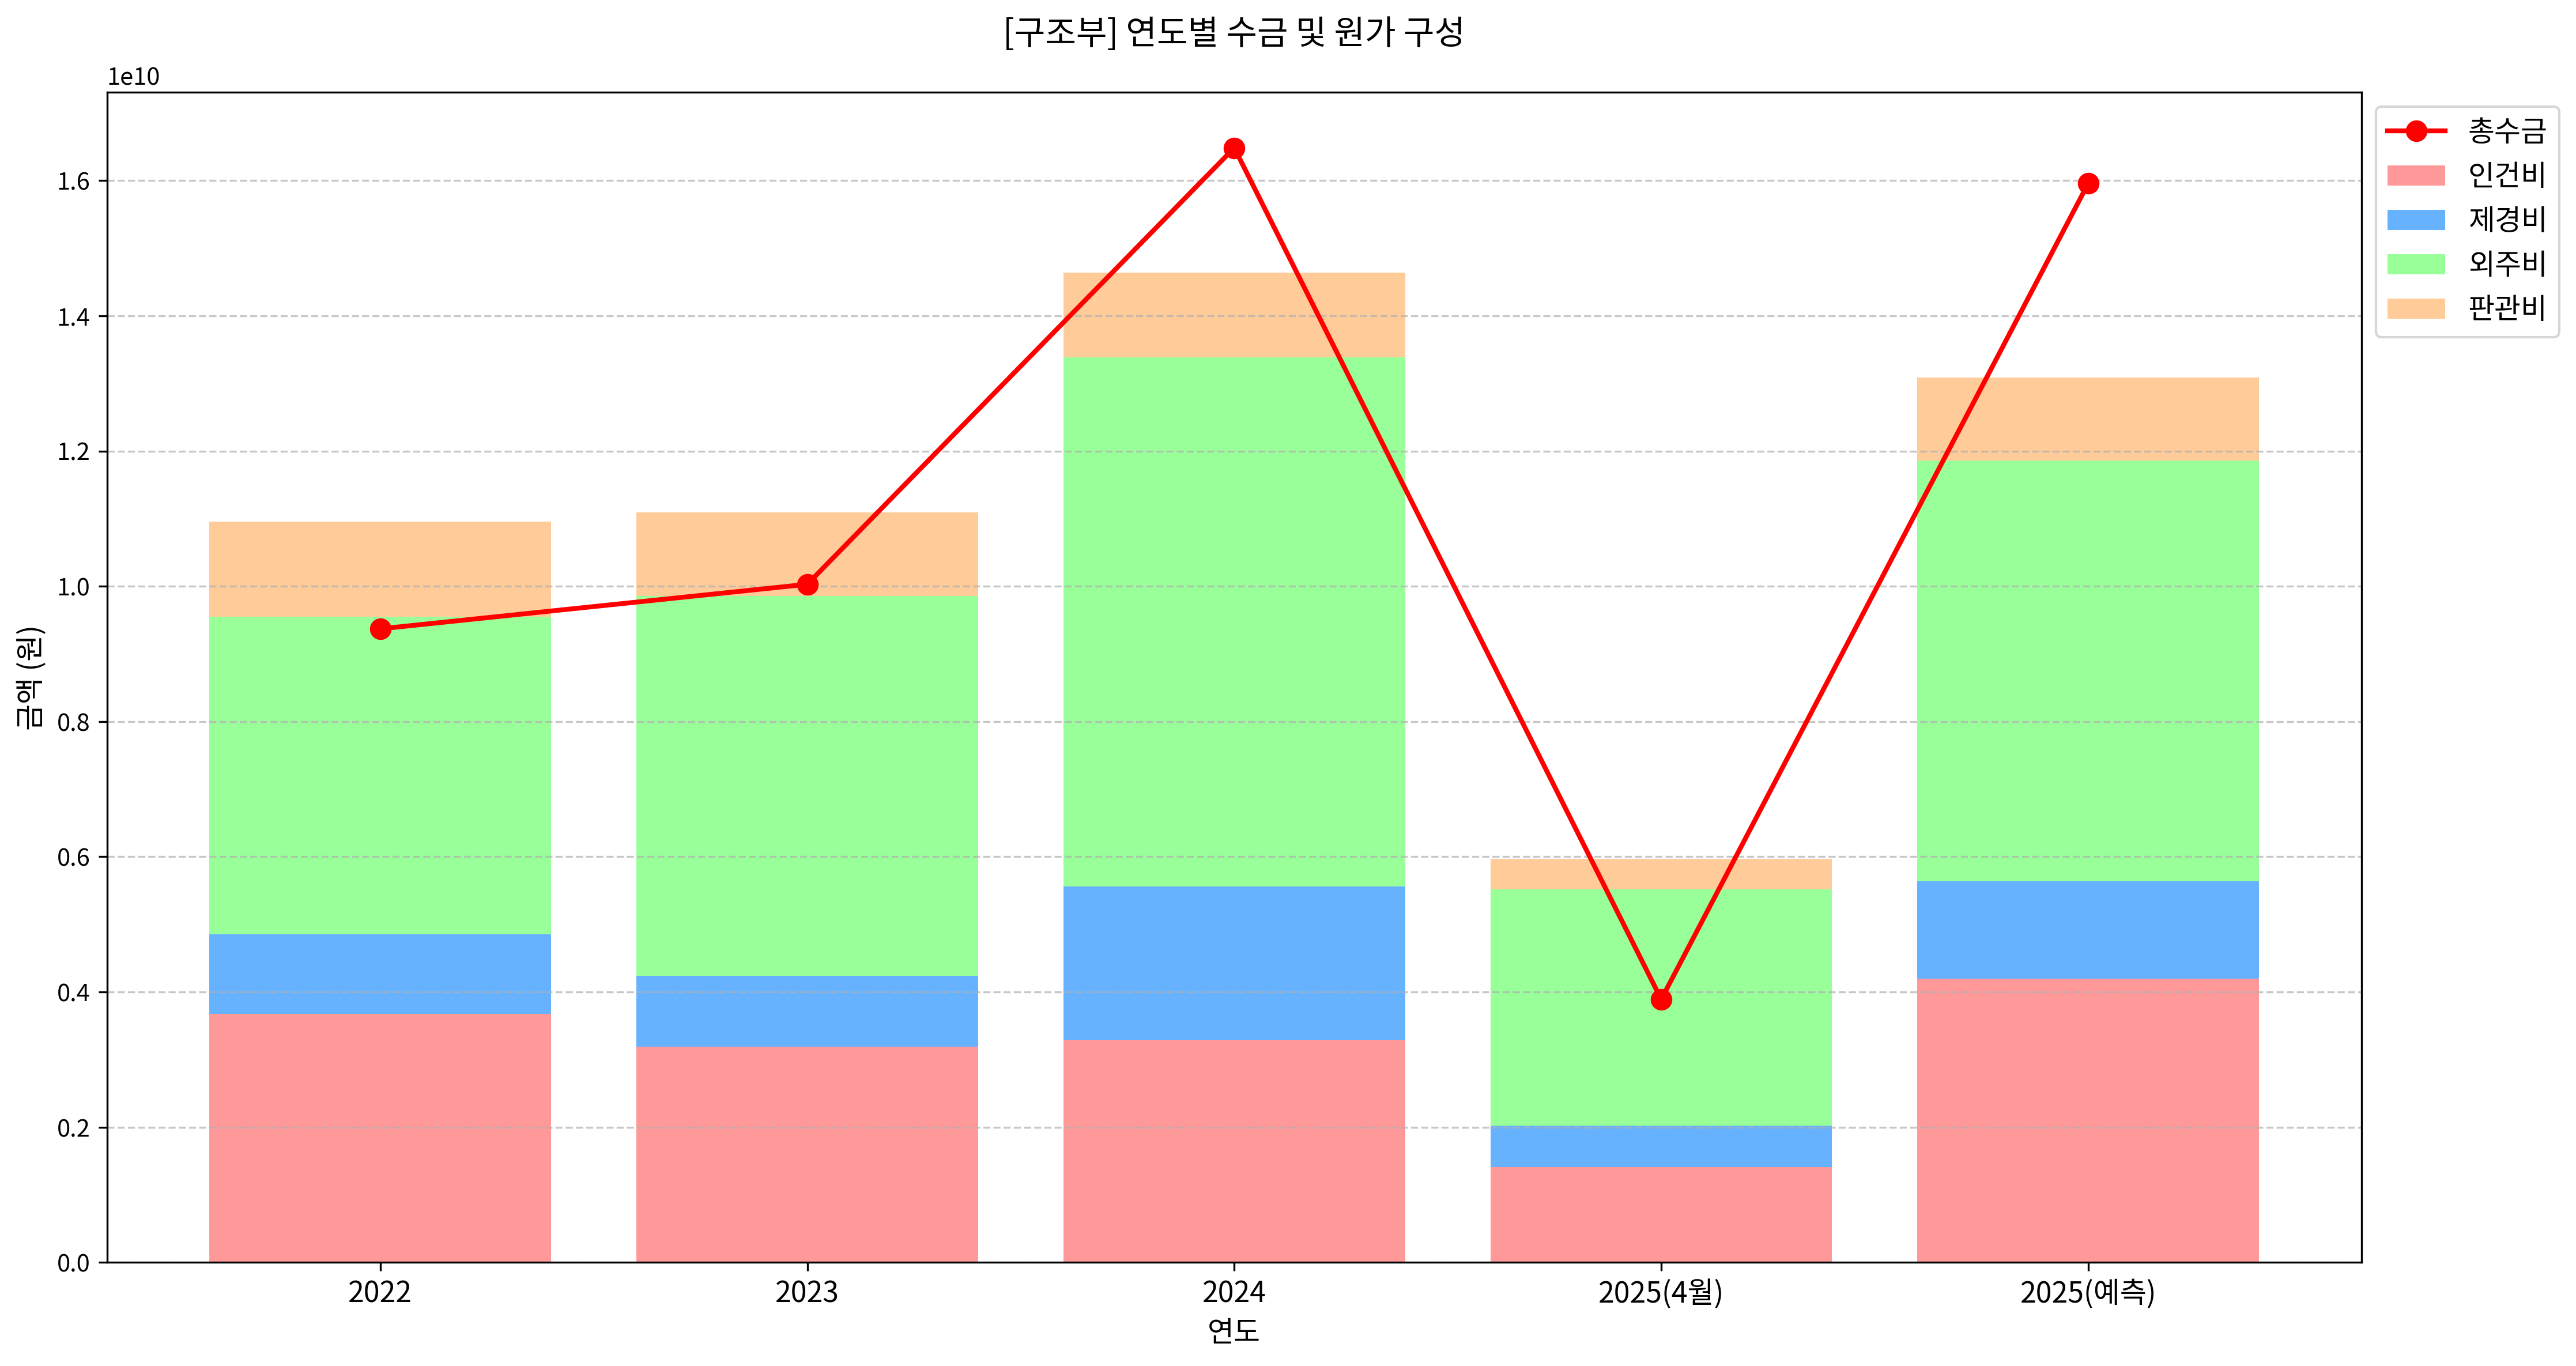 [구조부] 연도별 수금 및 원가 구성
1e10
1.6
1.4
1.2
1.0
0.8
0.6
0.4
0.2
0.0
금액 (원)
2022
2023
2024
2025(4월)
2025(예측)
연도
총수금
인건비
제경비
외주비
판관비